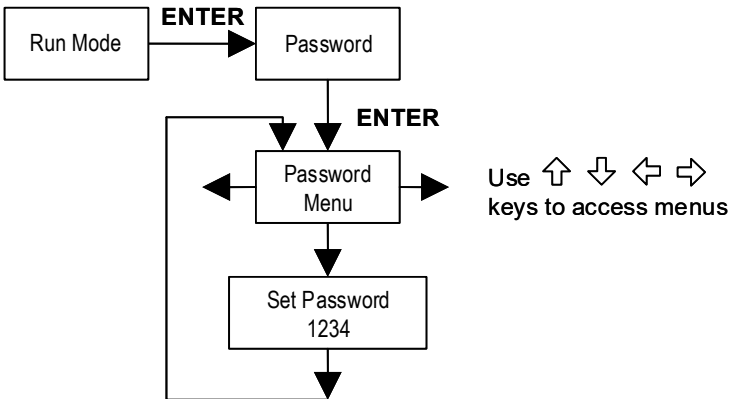 ENTER
Run Mode
Password
ENTER
Password
Menu
Use ⇧ ⇩ ⇦ ⇨
keys to access menus
Set Password
1234